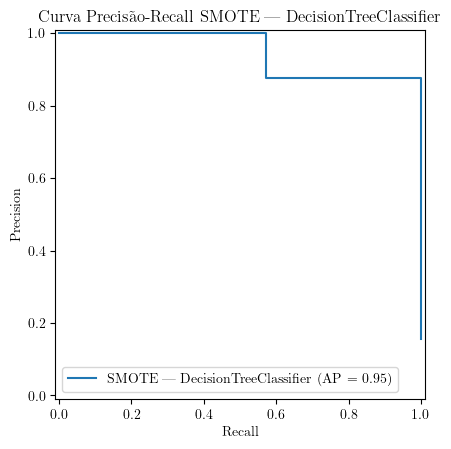 Curva Precisão-Recall SMOTE — DecisionTreeClassifier
1.0
0.8
0.6
0.4
0.2
0.0
Precision
SMOTE — DecisionTreeClassifier (AP = 0.95)
0.0 0.2 0.4 0.6 0.8 1.0
Recall